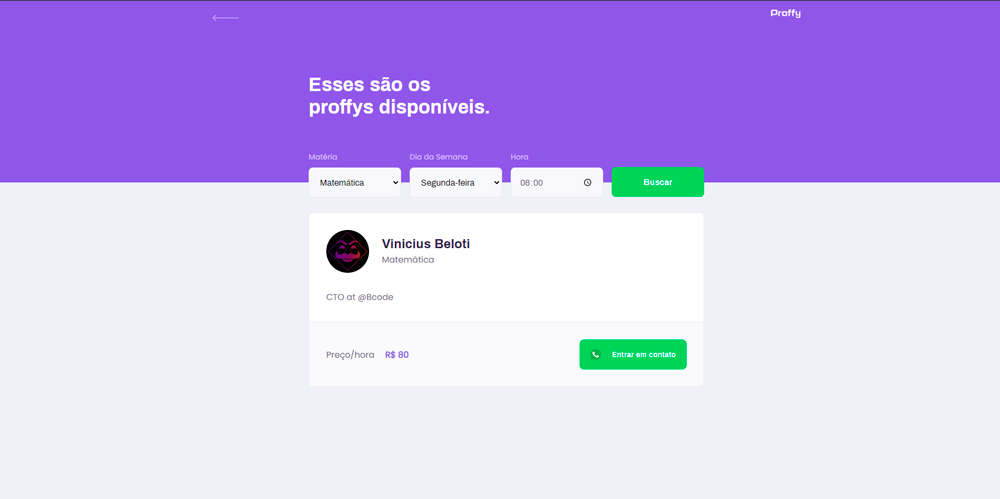 Proffy
Esses são os
proffys disponíveis.
Matéria
Dia da Semana
Hora
Matemática
Segunda-feira
08:00
Buscar
Vinicius Beloti
Matemática
CTO at @Bcode
Preço/hora
R$ 80
Entrar em contato